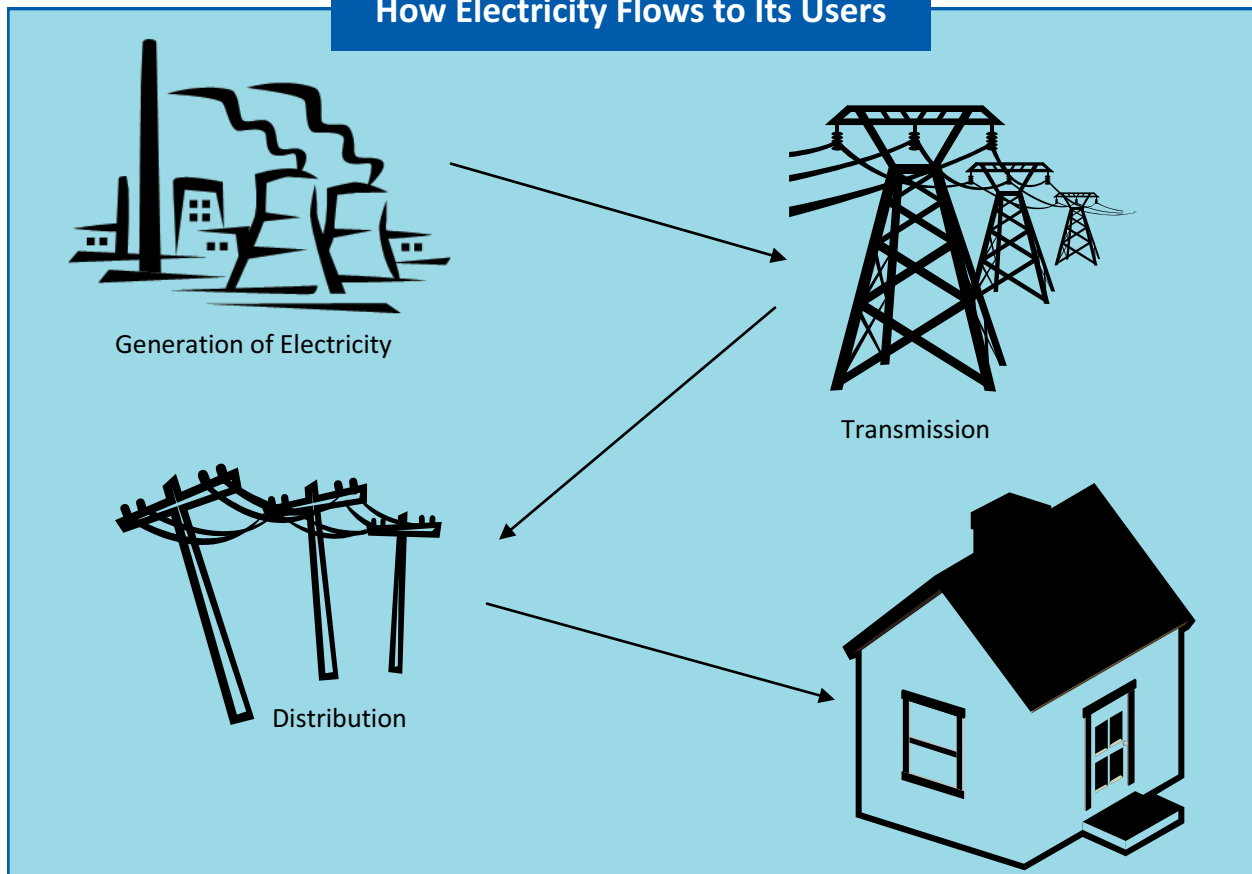 How Electricity Flows to Its Users
Generation of Electricity
Transmission
Distribution